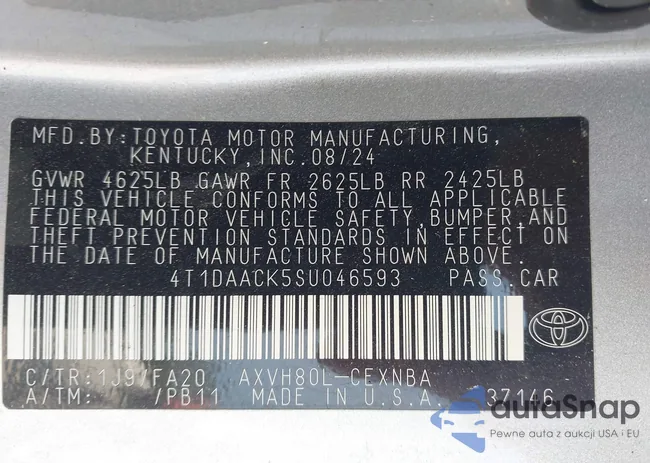 MFD.BY:TOYOTA MOTOR MANUFACTURING,
KENTUCKY,INC.08/24
GVWR 4625LB GAWR FR 2625LB RR 2425LB
THIS VEHICLE CONFORMS TO ALL APPLICABLE
FEDERAL MOTOR VEHICLE SAFETY,BUMPER,AND
THEFT PREVENTION STANDARDS IN EFFECT ON
THE DATE OF MANUFACTURE SHOWN ABOVE.
4T1DAACK5SU046593 PASS.CAR
C/TR:1J9/FA20 AXVH80L-CEXNBA
A/TM: /PB11 MADE IN U.S.A. 37146
autoSnap
Pewne auta z aukcji USA i EU